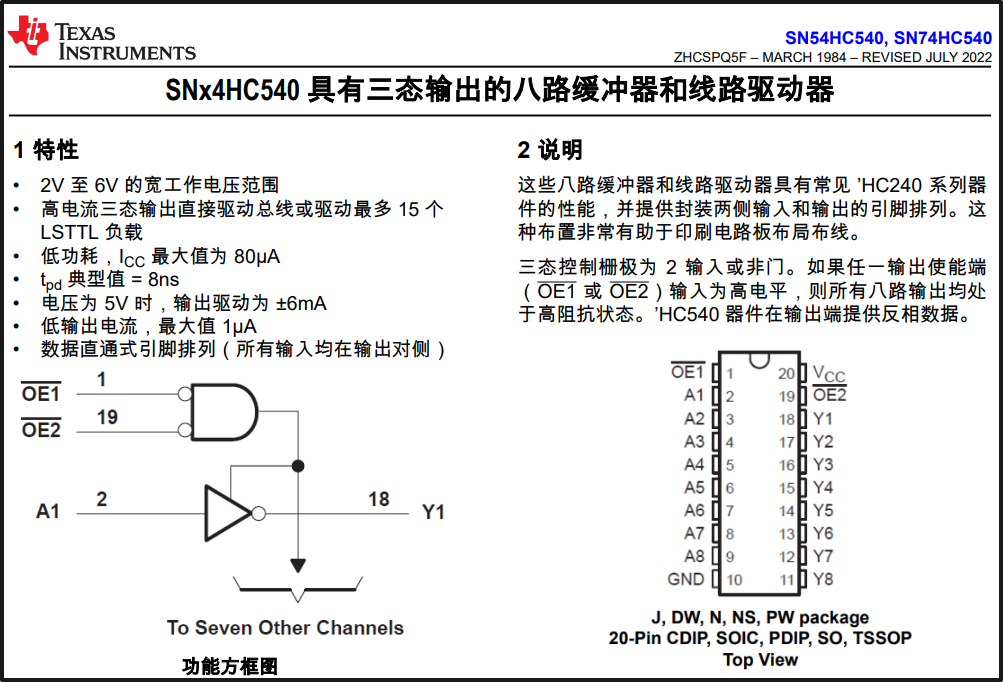 TEXAS
INSTRUMENTS
SN54HC540, SN74HC540
ZHCSPQ5F – MARCH 1984 – REVISED JULY 2022
SNx4HC540 具有三态输出的八路缓冲器和线路驱动器
1 特性
• 2V 至 6V 的宽工作电压范围
• 高电流三态输出直接驱动总线或驱动最多 15 个
LSTTL 负载
• 低功耗，ICC 最大值为 80μA
• tpd 典型值 = 8ns
• 电压为 5V 时，输出驱动为 ±6mA
• 低输出电流，最大值 1μA
• 数据直通式引脚排列（所有输入均在输出对侧）
OE1
1
OE2
19
A1
2
18
Y1
To Seven Other Channels
功能方框图
2 说明
这些八路缓冲器和线路驱动器具有常见 ’HC240 系列器
件的性能，并提供封装两侧输入和输出的引脚排列。这
种布置非常有助于印刷电路板布局布线。
三态控制栅极为 2 输入或非门。如果任一输出使能端
（OE1 或 OE2）输入为高电平，则所有八路输出均处
于高阻抗状态。’HC540 器件在输出端提供反相数据。
OE1 1 20 VCC
A1 2 19 OE2
A2 3 18 Y1
A3 4 17 Y2
A4 5 16 Y3
A5 6 15 Y4
A6 7 14 Y5
A7 8 13 Y6
A8 9 12 Y7
GND 10 11 Y8
J, DW, N, NS, PW package
20-Pin CDIP, SOIC, PDIP, SO, TSSOP
Top View